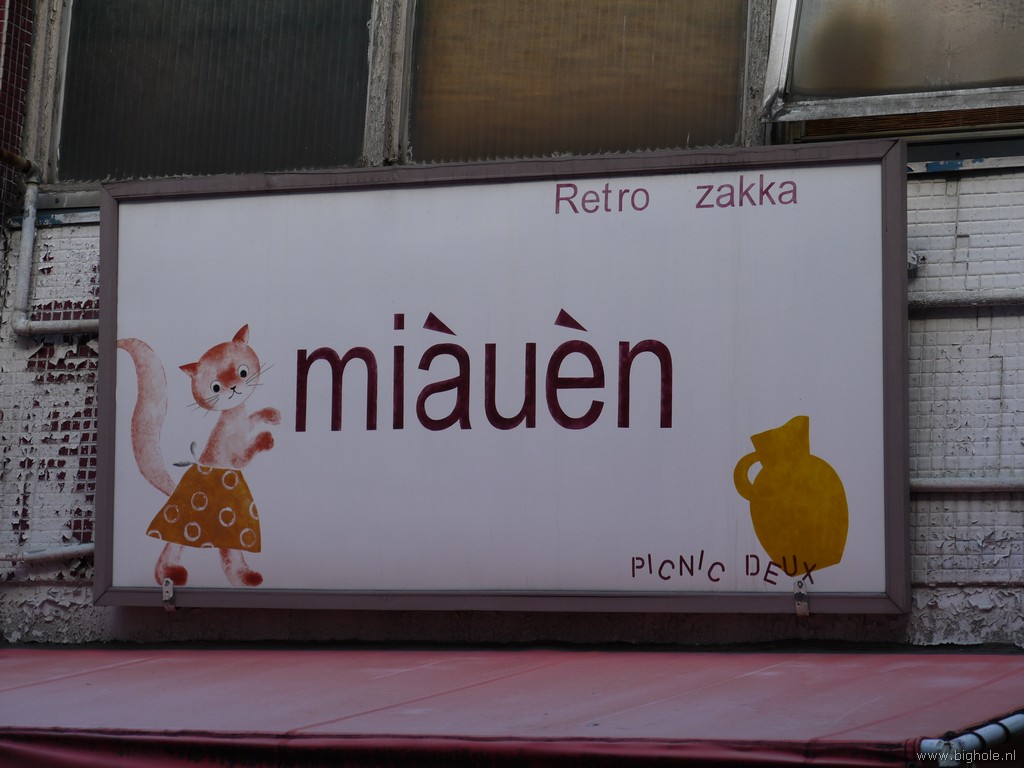 Retro zakka
miàuèn
PICNIC DEUX
www.bighole.nl